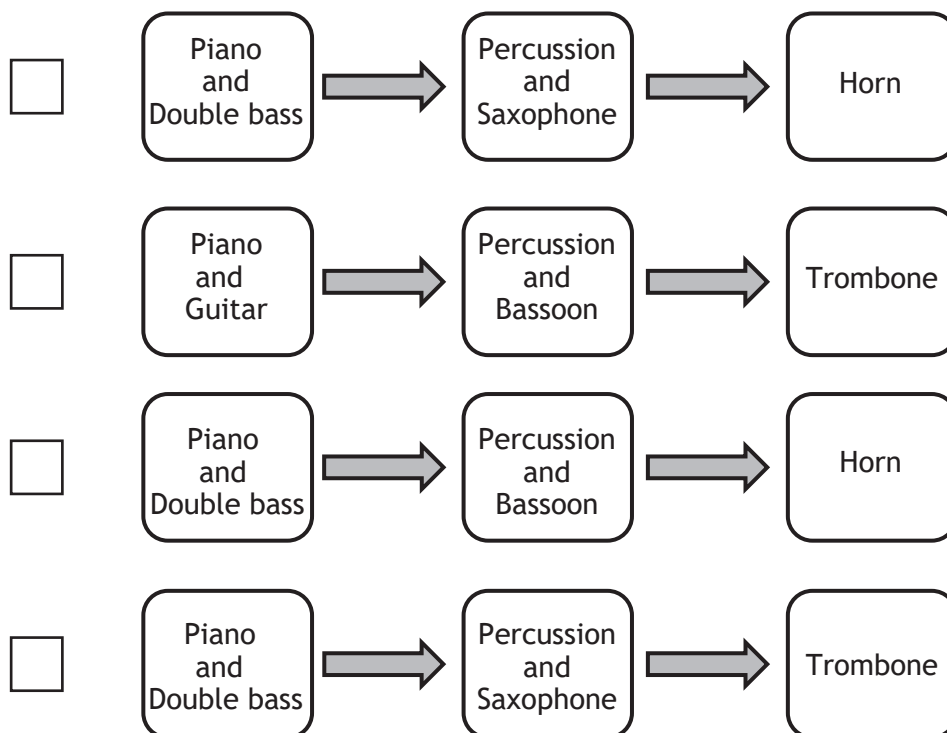 Piano
and
Double bass
Percussion
and
Saxophone
Horn
Piano
and
Guitar
Percussion
and
Bassoon
Trombone
Piano
and
Double bass
Percussion
and
Bassoon
Horn
Piano
and
Double bass
Percussion
and
Saxophone
Trombone